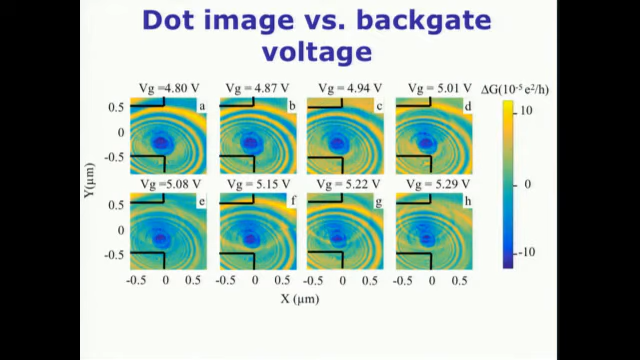 Dot image vs. backgate
voltage
Vg =4.80 V Vg =4.87 V Vg =4.94 V Vg =5.01 V ΔG(10⁻⁵ e²/h)
0.5 a b c d 10
0
-0.5
Vg =5.08 V Vg =5.15 V Vg =5.22 V Vg =5.29 V 0
Y(μm)
0.5 e f g h
0
-0.5 -10
-0.5 0 0.5 -0.5 0 0.5 -0.5 0 0.5 -0.5 0 0.5
X (μm)